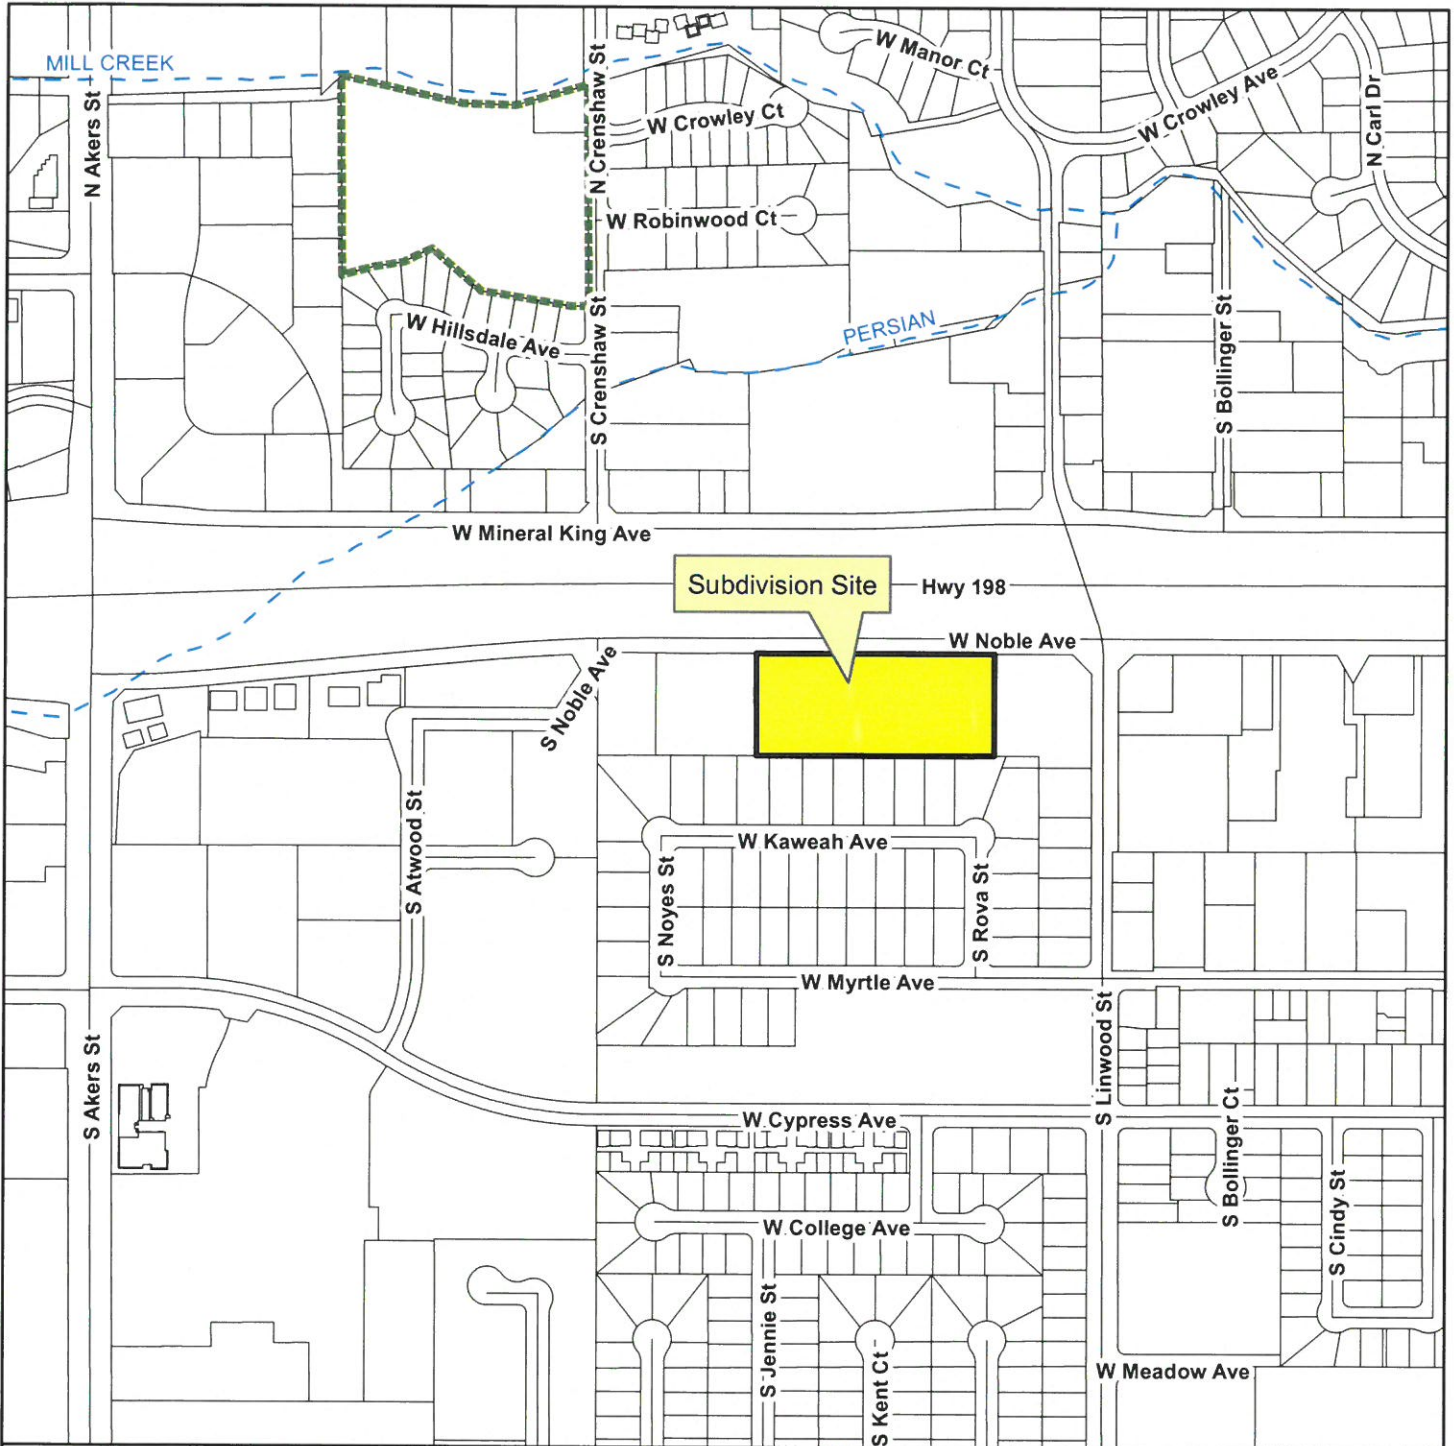 MILL CREEK
N Akers St
N Crenshaw St
W Manor Ct
W Crowley Ct
W Crowley Ave
N Carl Dr
W Robinwood Ct
W Hillsdale Ave
S Crenshaw St
PERSIAN
S Bollinger St
W Mineral King Ave
Subdivision Site
Hwy 198
W Noble Ave
S Noble Ave
S Atwood St
W Kaweah Ave
S Noyes St
S Rova St
W Myrtle Ave
S Akers St
S Linwood St
W Cypress Ave
S Bollinger Ct
S Cindy St
W College Ave
S Jennie St
S Kent Ct
W Meadow Ave